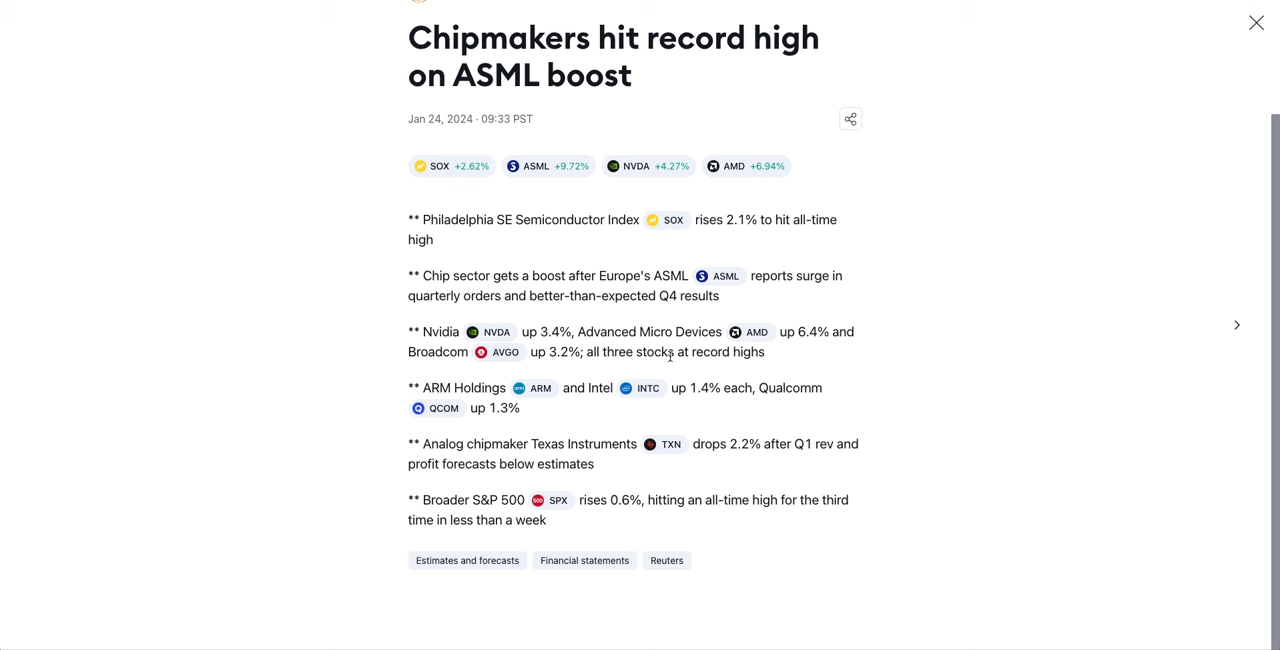 Chipmakers hit record high
on ASML boost
Jan 24, 2024 · 09:33 PST
SOX +2.62% ASML +9.72% NVDA +4.27% AMD +6.94%
** Philadelphia SE Semiconductor Index SOX rises 2.1% to hit all-time
high
** Chip sector gets a boost after Europe's ASML ASML reports surge in
quarterly orders and better-than-expected Q4 results
** Nvidia NVDA up 3.4%, Advanced Micro Devices AMD up 6.4% and
Broadcom AVGO up 3.2%; all three stocks at record highs
** ARM Holdings arm ARM and Intel INTC up 1.4% each, Qualcomm
QCOM up 1.3%
** Analog chipmaker Texas Instruments TXN drops 2.2% after Q1 rev and
profit forecasts below estimates
** Broader S&P 500 500 SPX rises 0.6%, hitting an all-time high for the third
time in less than a week
Estimates and forecasts Financial statements Reuters